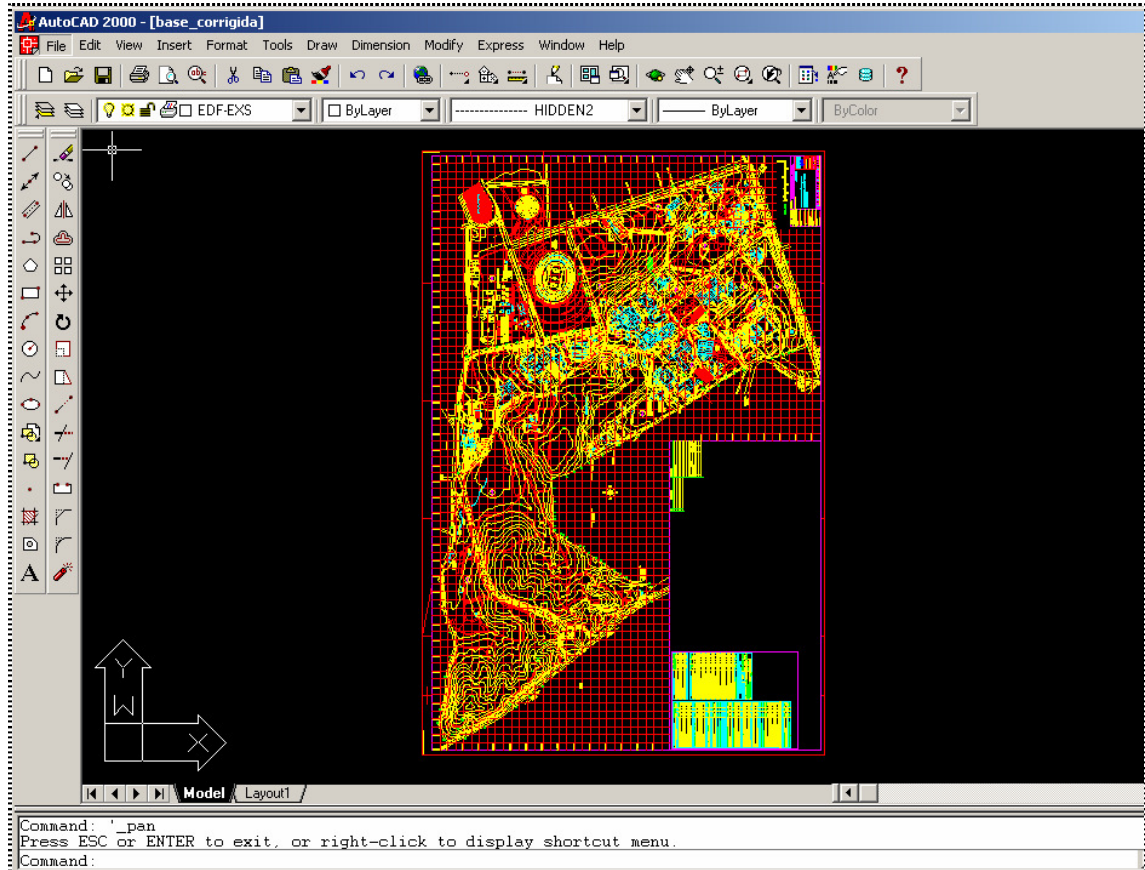 AutoCAD 2000 - [base_corrigida]
File Edit View Insert Format Tools Draw Dimension Modify Express Window Help
EDF-EXS ByLayer HIDDEN2 ByLayer ByColor
A
Y
W
X
Model Layout1
Command: '_pan
Press ESC or ENTER to exit, or right-click to display shortcut menu.
Command: